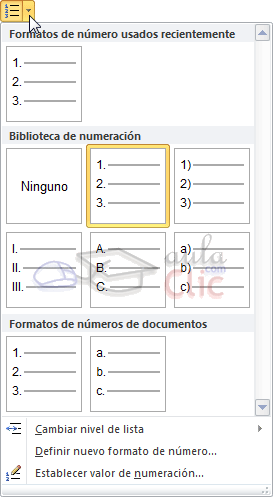 Formatos de número usados recientemente
1.
2.
3.
Biblioteca de numeración
Ninguno
1.
2.
3.
1)
2)
3)
I.
II.
III.
A.
B.
C.
a)
b)
c)
aulaClic.com
Formatos de números de documentos
1.
2.
3.
a.
b.
c.
Cambiar nivel de lista
Definir nuevo formato de número...
Establecer valor de numeración...